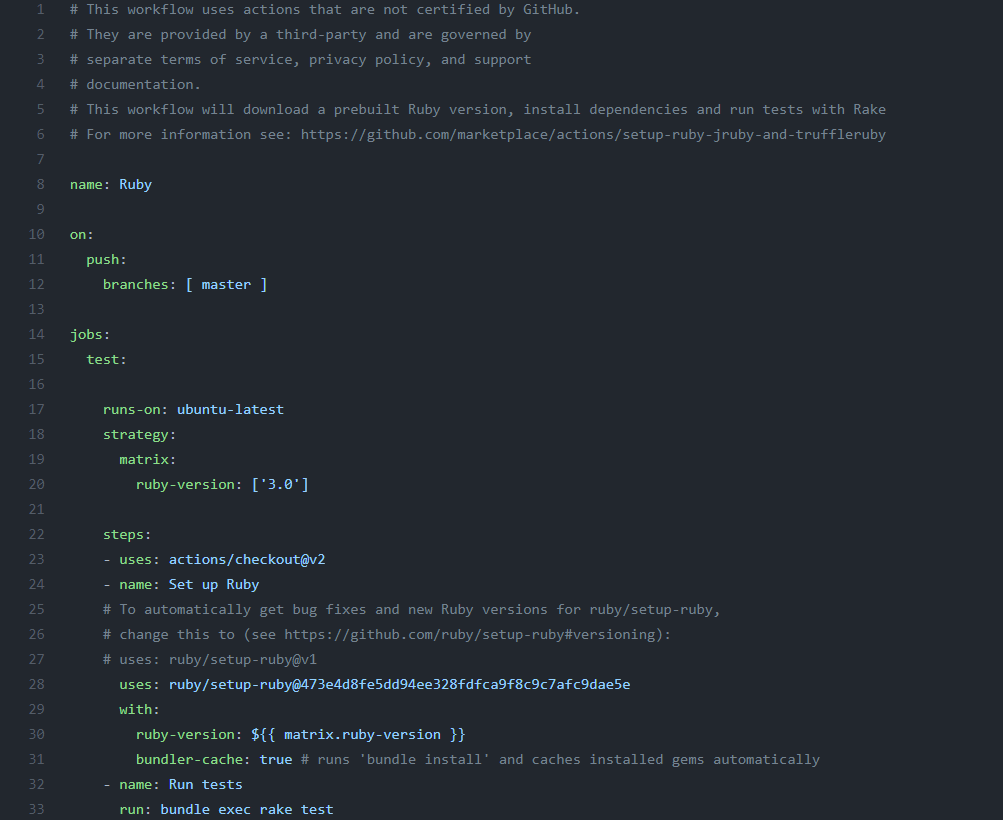 1 # This workflow uses actions that are not certified by GitHub.
2 # They are provided by a third-party and are governed by
3 # separate terms of service, privacy policy, and support
4 # documentation.
5 # This workflow will download a prebuilt Ruby version, install dependencies and run tests with Rake
6 # For more information see: https://github.com/marketplace/actions/setup-ruby-jruby-and-truffleruby
7
8 name: Ruby
9
10 on:
11   push:
12     branches: [ master ]
13
14 jobs:
15   test:
16
17     runs-on: ubuntu-latest
18     strategy:
19       matrix:
20         ruby-version: ['3.0']
21
22     steps:
23     - uses: actions/checkout@v2
24     - name: Set up Ruby
25     # To automatically get bug fixes and new Ruby versions for ruby/setup-ruby,
26     # change this to (see https://github.com/ruby/setup-ruby#versioning):
27     # uses: ruby/setup-ruby@v1
28       uses: ruby/setup-ruby@473e4d8fe5dd94ee328fdfca9f8c9c7afc9dae5e
29       with:
30         ruby-version: ${{ matrix.ruby-version }}
31         bundler-cache: true # runs 'bundle install' and caches installed gems automatically
32     - name: Run tests
33       run: bundle exec rake test